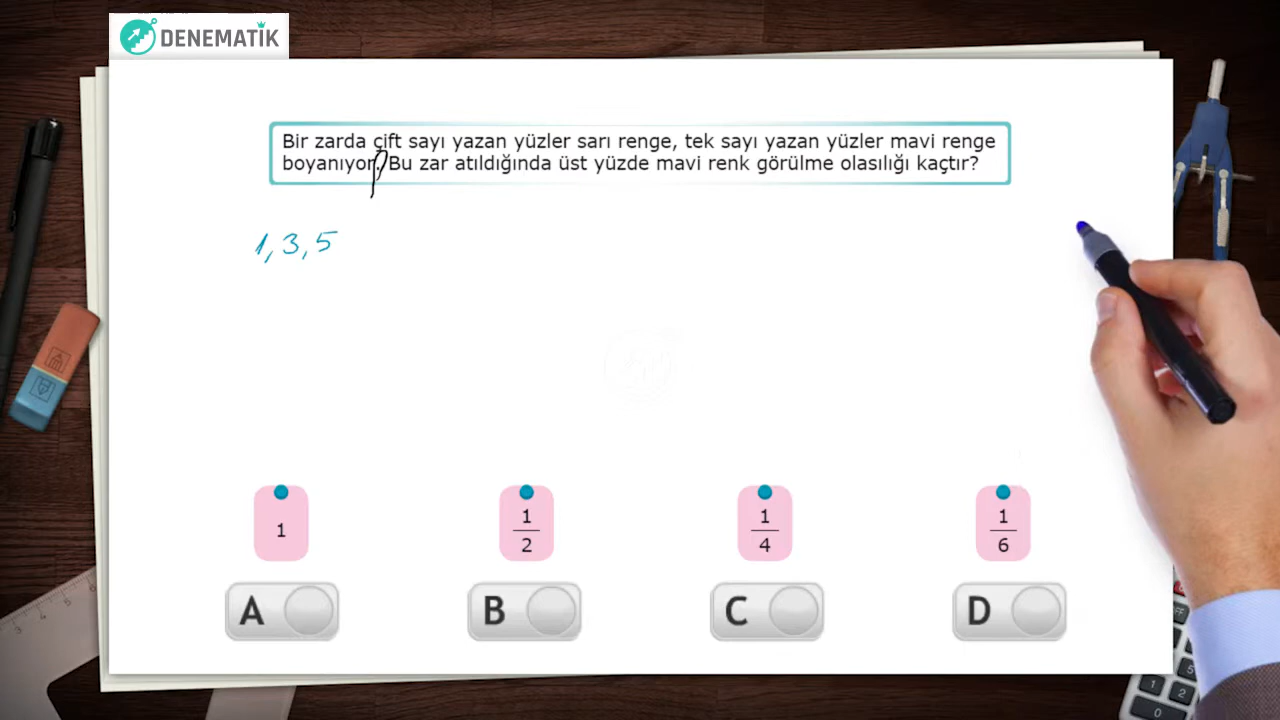 DENEMATİK
Bir zarda çift sayı yazan yüzler sarı renge, tek sayı yazan yüzler mavi renge
boyanıyor. Bu zar atıldığında üst yüzde mavi renk görülme olasılığı kaçtır?
1, 3, 5
1
1/2
1/4
1/6
A
B
C
D